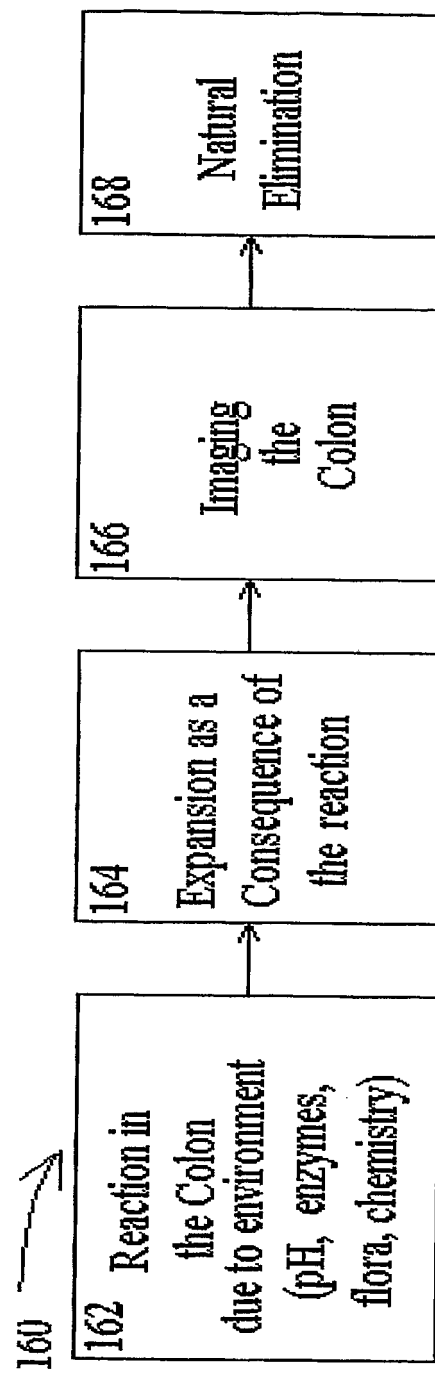 160
162 Reaction in
the Colon
due to environment
(pH, enzymes,
flora, chemistry)
164
Expansion as a
Consequence of
the reaction
166
Imaging
the
Colon
168
Natural
Elimination